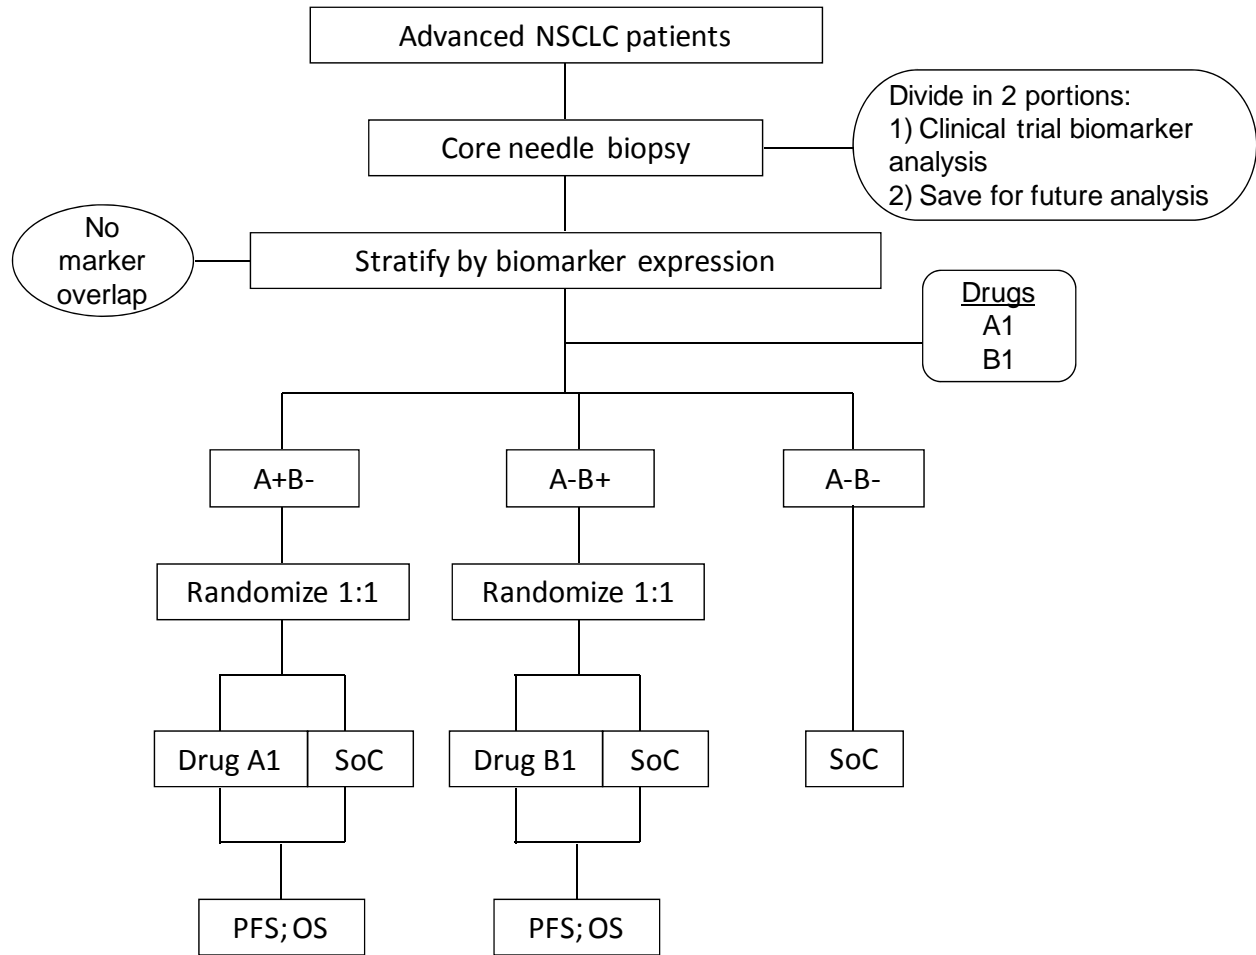 Advanced NSCLC patients
Core needle biopsy
Divide in 2 portions:
1) Clinical trial biomarker
analysis
2) Save for future analysis
No
marker
overlap
Stratify by biomarker expression
Drugs
A1
B1
A+B-
A-B+
A-B-
Randomize 1:1
Randomize 1:1
Drug A1
SoC
Drug B1
SoC
SoC
PFS; OS
PFS; OS